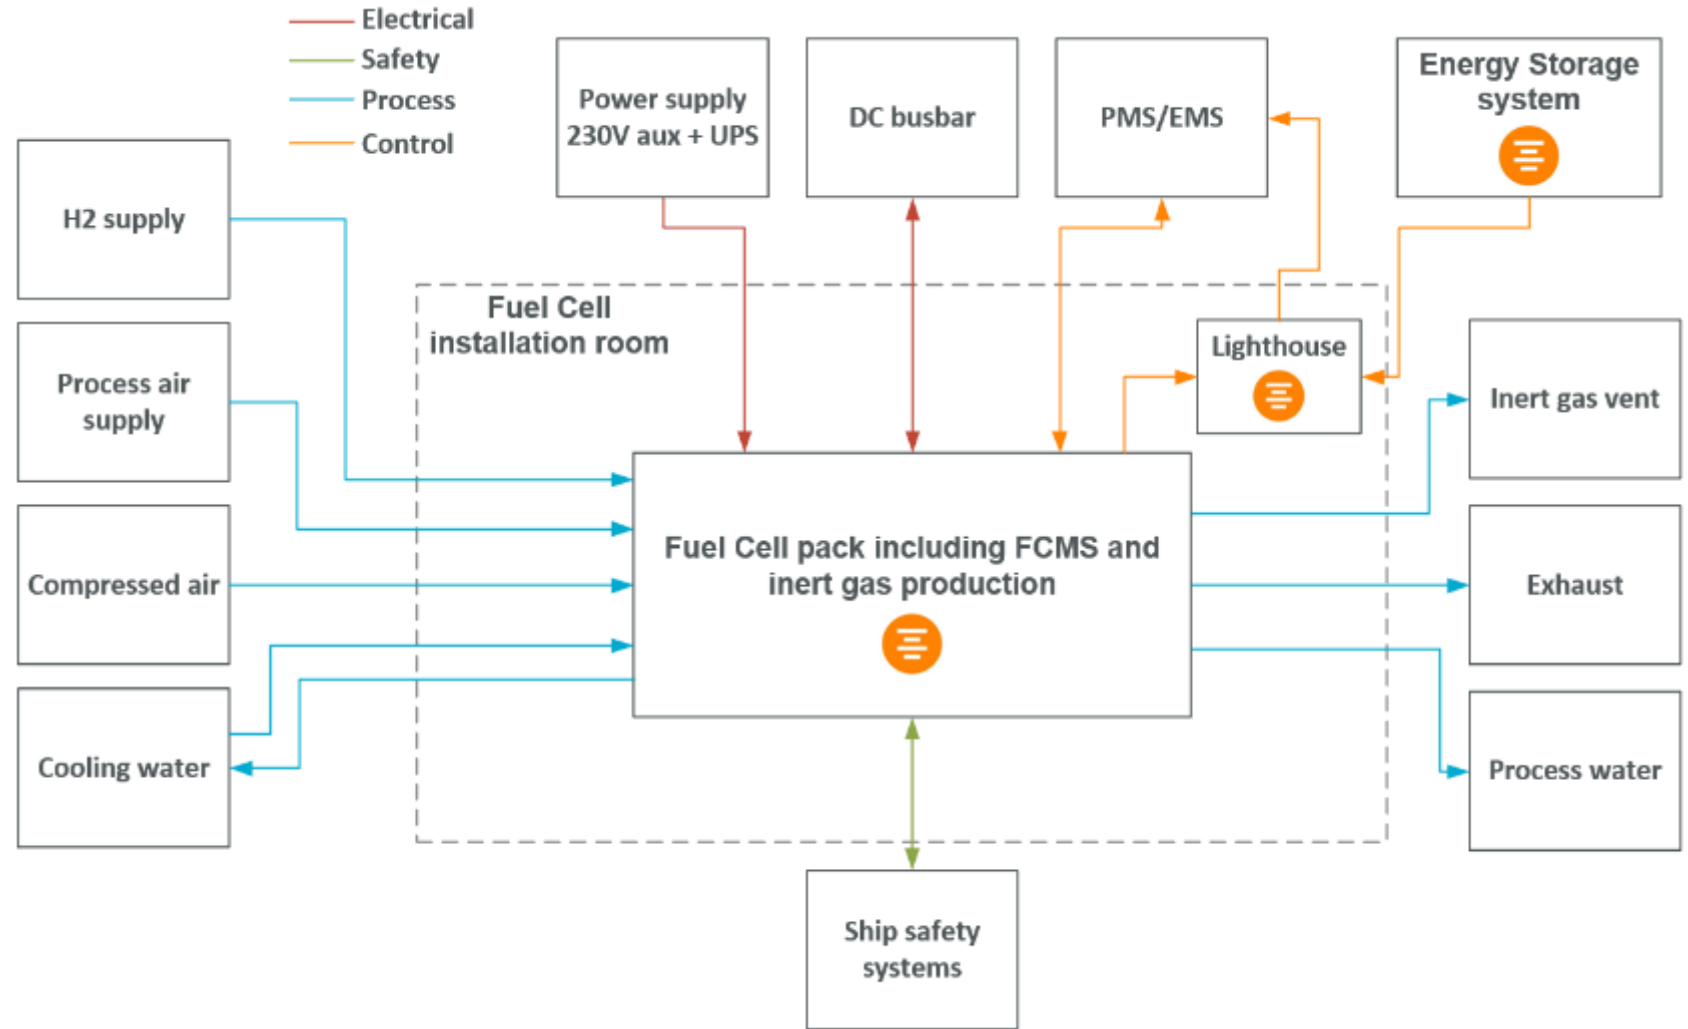 Electrical
Safety
Process
Control
Power supply
230V aux + UPS
DC busbar
PMS/EMS
Energy Storage
system
H2 supply
Process air
supply
Compressed air
Cooling water
Fuel Cell
installation room
Lighthouse
Fuel Cell pack including FCMS and
inert gas production
Inert gas vent
Exhaust
Process water
Ship safety
systems